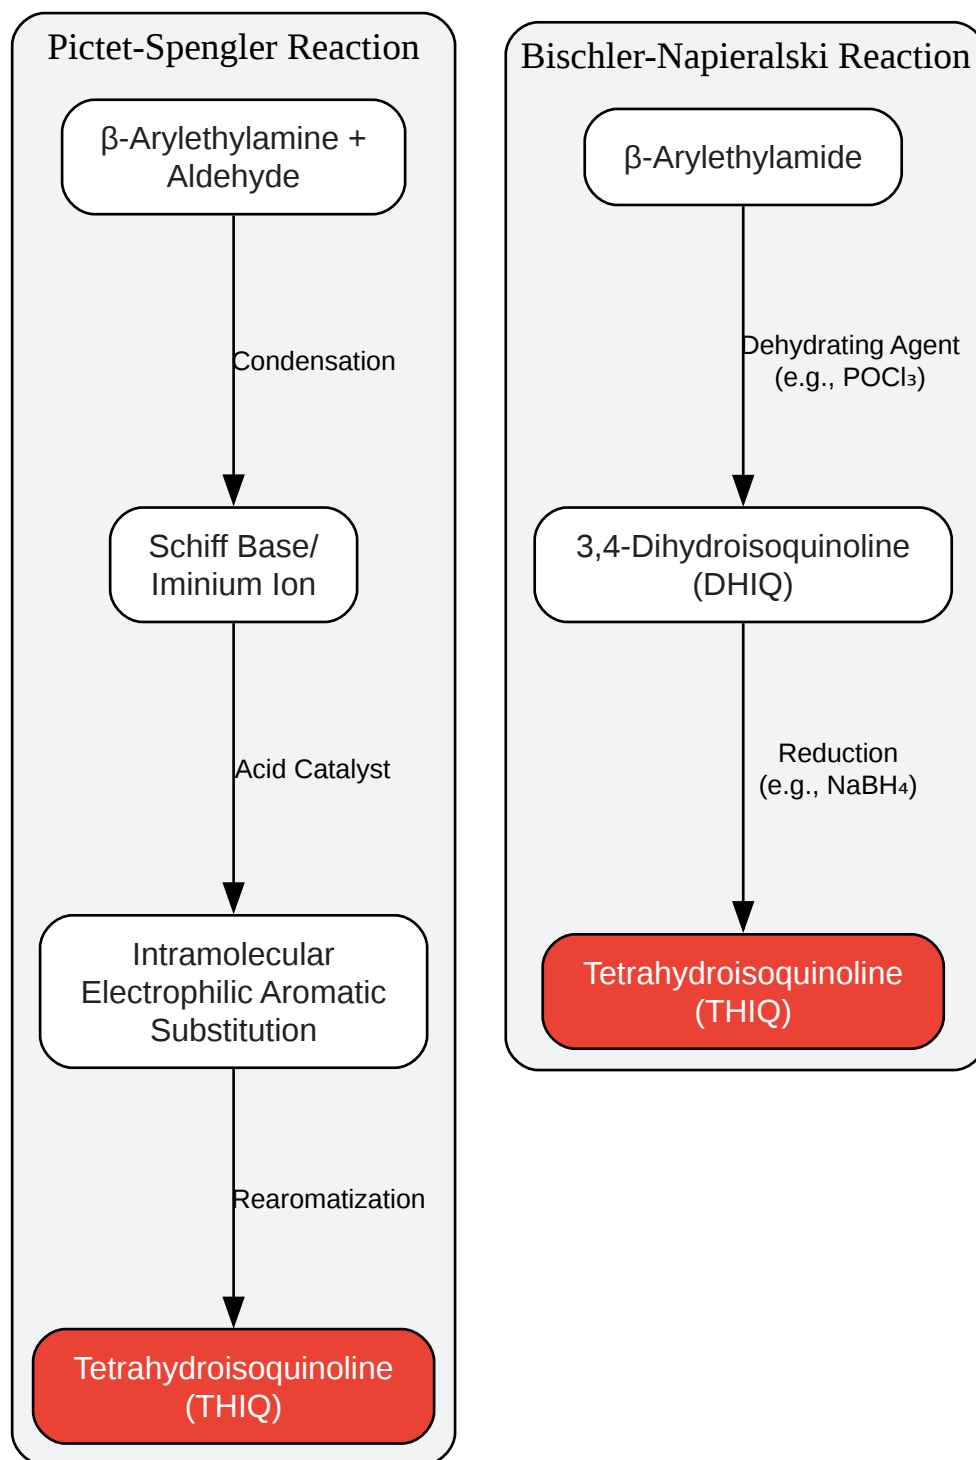 Pictet-Spengler Reaction
β-Arylethylamine +
Aldehyde
Condensation
Schiff Base/
Iminium Ion
Acid Catalyst
Intramolecular
Electrophilic Aromatic
Substitution
Rearomatization
Tetrahydroisoquinoline
(THIQ)
Bischler-Napieralski Reaction
β-Arylethylamide
Dehydrating Agent
(e.g., POCl₃)
3,4-Dihydroisoquinoline
(DHIQ)
Reduction
(e.g., NaBH₄)
Tetrahydroisoquinoline
(THIQ)